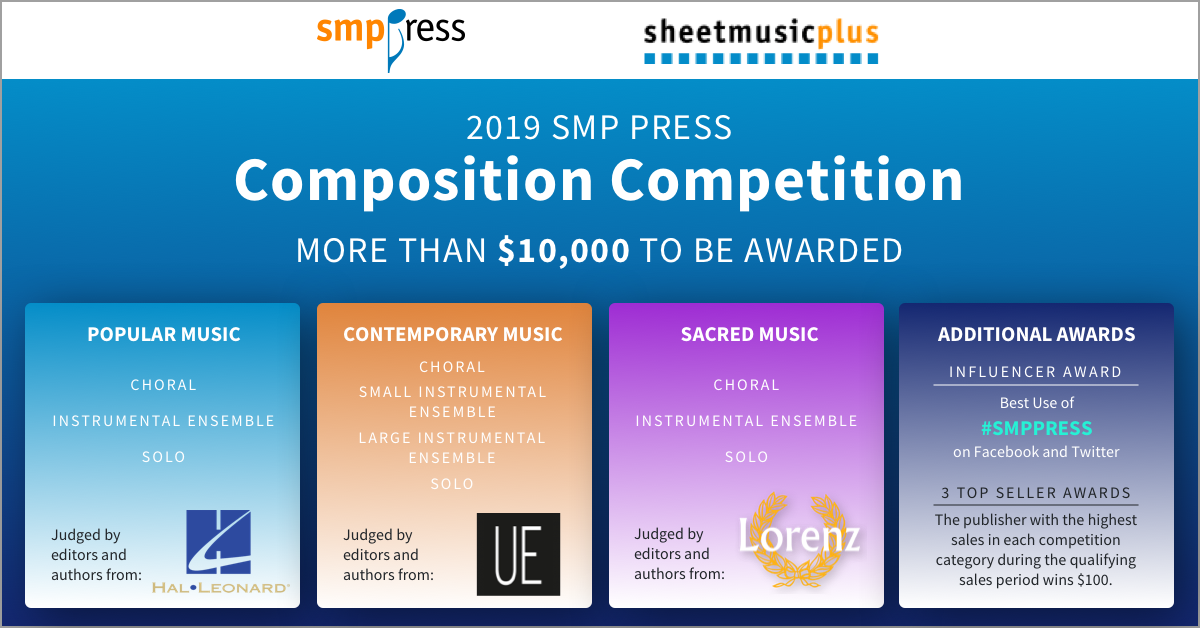 smp press
sheetmusicplus
2019 SMP PRESS
Composition Competition
MORE THAN $10,000 TO BE AWARDED
POPULAR MUSIC
CHORAL
INSTRUMENTAL ENSEMBLE
SOLO
Judged by
editors and
authors from:
HAL•LEONARD®
CONTEMPORARY MUSIC
CHORAL
SMALL INSTRUMENTAL
ENSEMBLE
LARGE INSTRUMENTAL
ENSEMBLE
SOLO
Judged by
editors and
authors from:
UE
SACRED MUSIC
CHORAL
INSTRUMENTAL ENSEMBLE
SOLO
Judged by
editors and
authors from:
Lorenz
ADDITIONAL AWARDS
INFLUENCER AWARD
Best Use of
#SMPPRESS
on Facebook and Twitter
3 TOP SELLER AWARDS
The publisher with the highest
sales in each competition
category during the qualifying
sales period wins $100.